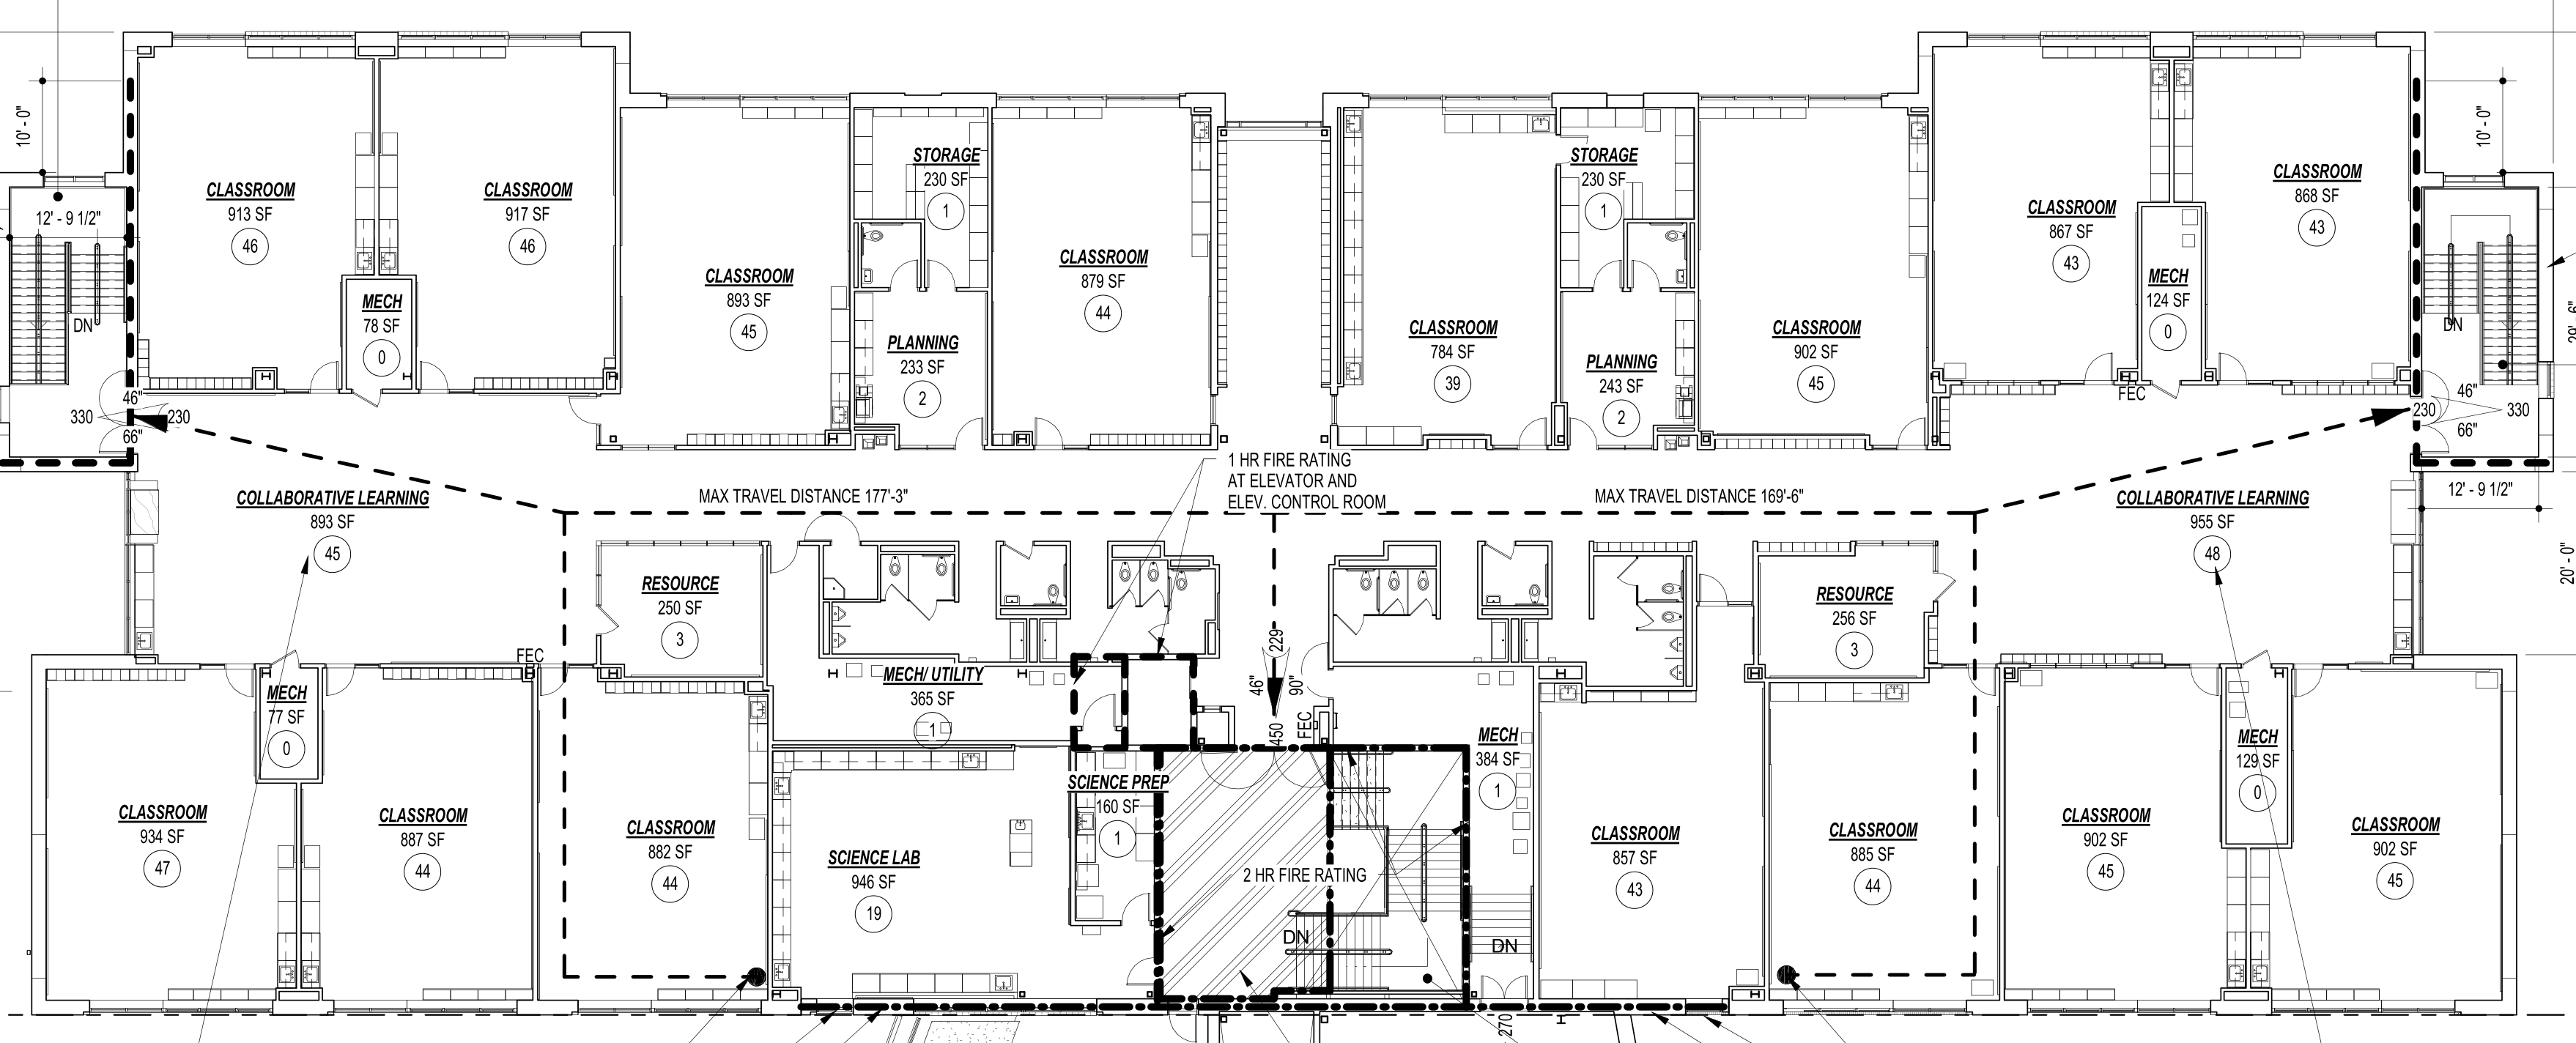 10' - 0"
12' - 9 1/2"
DN
46"
330
230
66"
CLASSROOM
913 SF
46
CLASSROOM
917 SF
46
MECH
78 SF
0
CLASSROOM
893 SF
45
STORAGE
230 SF
1
PLANNING
233 SF
2
CLASSROOM
879 SF
44
CLASSROOM
784 SF
39
STORAGE
230 SF
1
PLANNING
243 SF
2
CLASSROOM
902 SF
45
CLASSROOM
867 SF
43
MECH
124 SF
0
FEC
CLASSROOM
868 SF
43
10' - 0"
DN
29' - 6"
46"
230
330
66"
12' - 9 1/2"
20' - 0"
COLLABORATIVE LEARNING
893 SF
45
MAX TRAVEL DISTANCE 177'-3"
1 HR FIRE RATING
AT ELEVATOR AND
ELEV. CONTROL ROOM
MAX TRAVEL DISTANCE 169'-6"
COLLABORATIVE LEARNING
955 SF
48
RESOURCE
250 SF
3
RESOURCE
256 SF
3
FEC
MECH/ UTILITY
365 SF
1
229
46"
90"
450
FEC
MECH
77 SF
0
CLASSROOM
934 SF
47
CLASSROOM
887 SF
44
CLASSROOM
882 SF
44
SCIENCE LAB
946 SF
19
SCIENCE PREP
160 SF
1
2 HR FIRE RATING
DN
MECH
384 SF
1
DN
270
CLASSROOM
857 SF
43
CLASSROOM
885 SF
44
CLASSROOM
902 SF
45
MECH
129 SF
0
CLASSROOM
902 SF
45